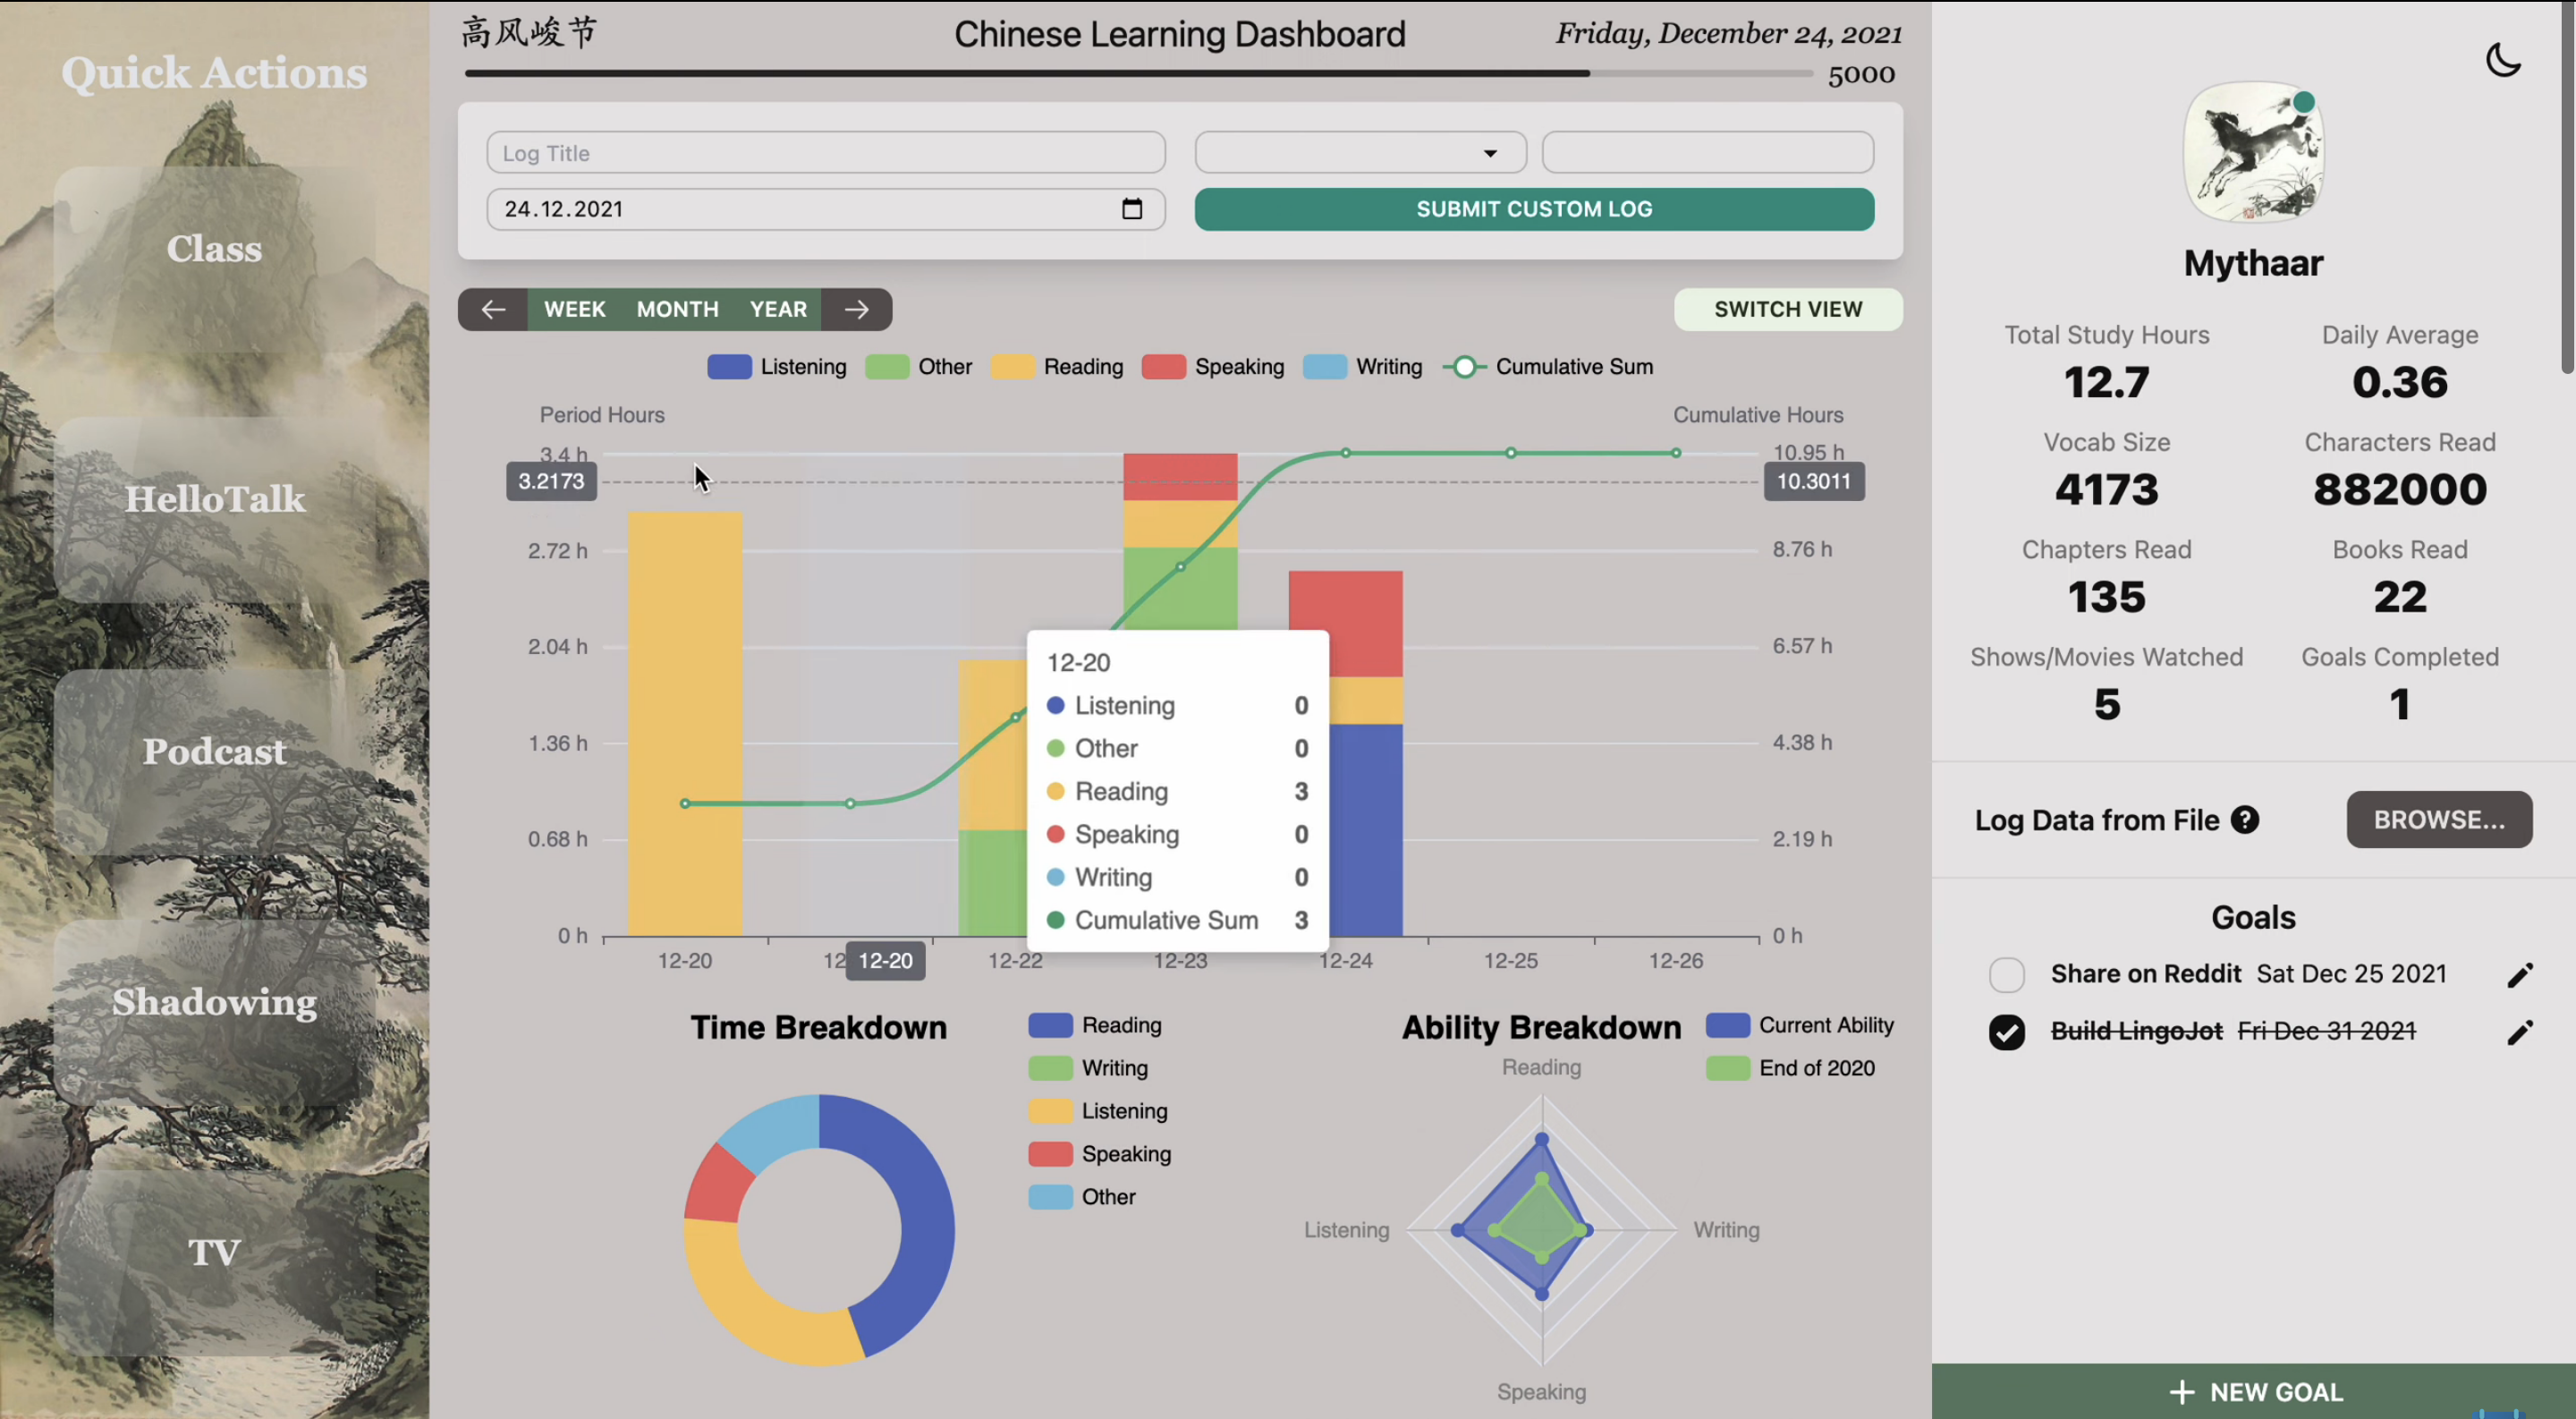 Quick Actions
Class
HelloTalk
Podcast
Shadowing
TV
高风峻节
Chinese Learning Dashboard
Friday, December 24, 2021
5000
Log Title
24.12.2021
SUBMIT CUSTOM LOG
WEEK MONTH YEAR
SWITCH VIEW
Listening Other Reading Speaking Writing Cumulative Sum
Period Hours
Cumulative Hours
3.4 h
3.2173
2.72 h
2.04 h
1.36 h
0.68 h
0 h
10.95 h
10.3011
8.76 h
6.57 h
4.38 h
2.19 h
0 h
12-20
Listening 0
Other 0
Reading 3
Speaking 0
Writing 0
Cumulative Sum 3
12-20 12-20 12-22 12-23 12-24 12-25 12-26
Time Breakdown
Reading
Writing
Listening
Speaking
Other
Ability Breakdown
Current Ability
End of 2020
Reading
Listening
Writing
Speaking
Mythaar
Total Study Hours Daily Average
12.7 0.36
Vocab Size Characters Read
4173 882000
Chapters Read Books Read
135 22
Shows/Movies Watched Goals Completed
5 1
Log Data from File ?
BROWSE...
Goals
Share on Reddit Sat Dec 25 2021
Build LingoJot Fri Dec 31 2021
+ NEW GOAL